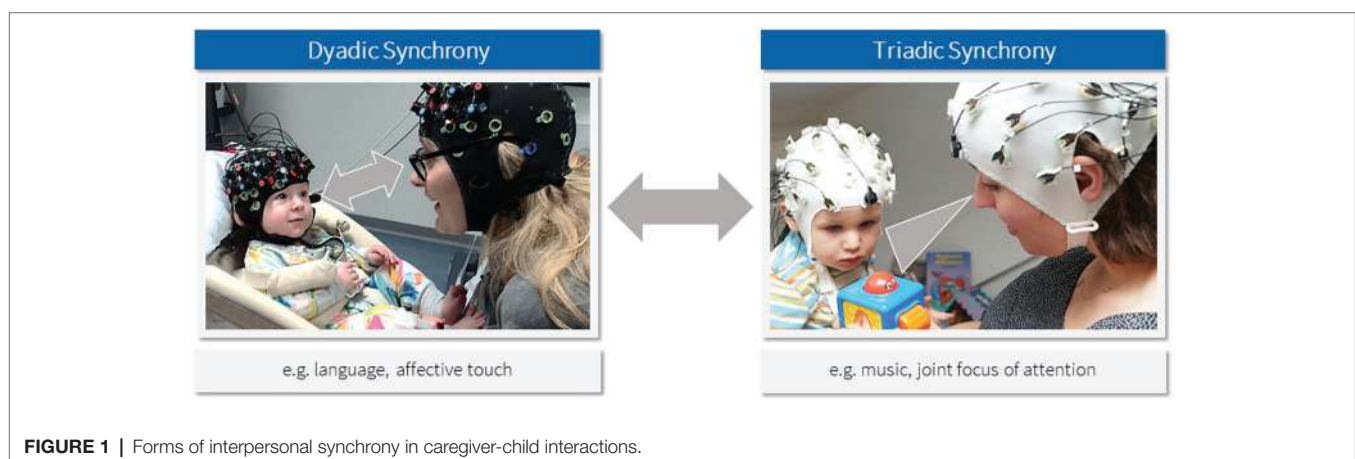 Dyadic Synchrony
Triadic Synchrony
e.g. language, affective touch
e.g. music, joint focus of attention
FIGURE 1 | Forms of interpersonal synchrony in caregiver-child interactions.